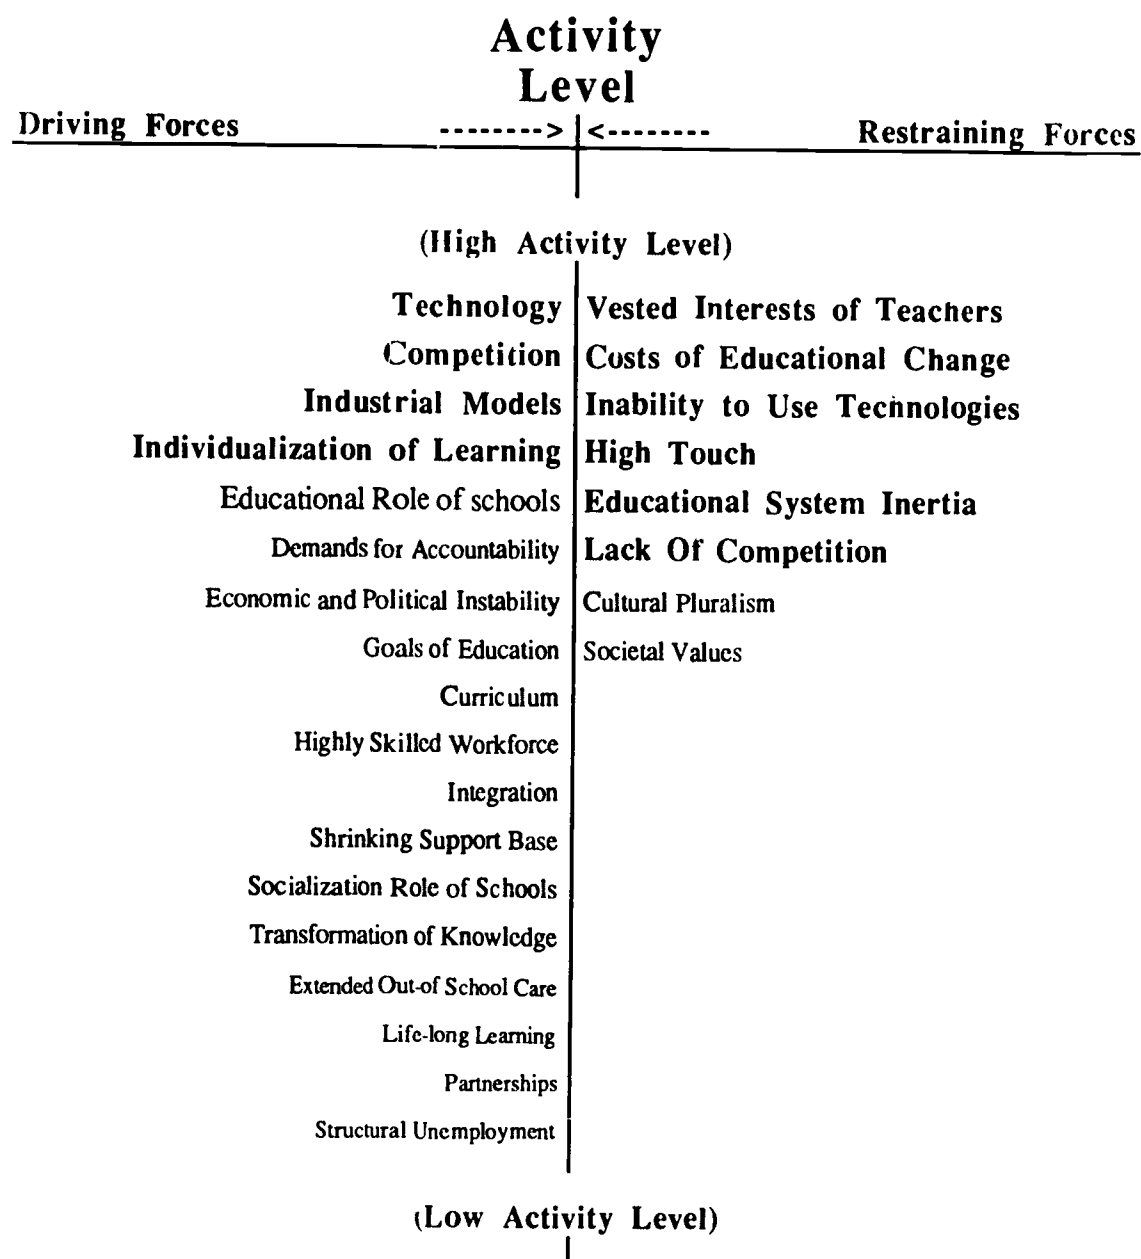 Activity
Level
Driving Forces --------> <-------- Restraining Forces
(High Activity Level)
Technology Vested Interests of Teachers
Competition Costs of Educational Change
Industrial Models Inability to Use Technologies
Individualization of Learning High Touch
Educational Role of schools Educational System Inertia
Demands for Accountability Lack Of Competition
Economic and Political Instability Cultural Pluralism
Goals of Education Societal Values
Curriculum
Highly Skilled Workforce
Integration
Shrinking Support Base
Socialization Role of Schools
Transformation of Knowledge
Extended Out-of School Care
Life-long Learning
Partnerships
Structural Unemployment
(Low Activity Level)